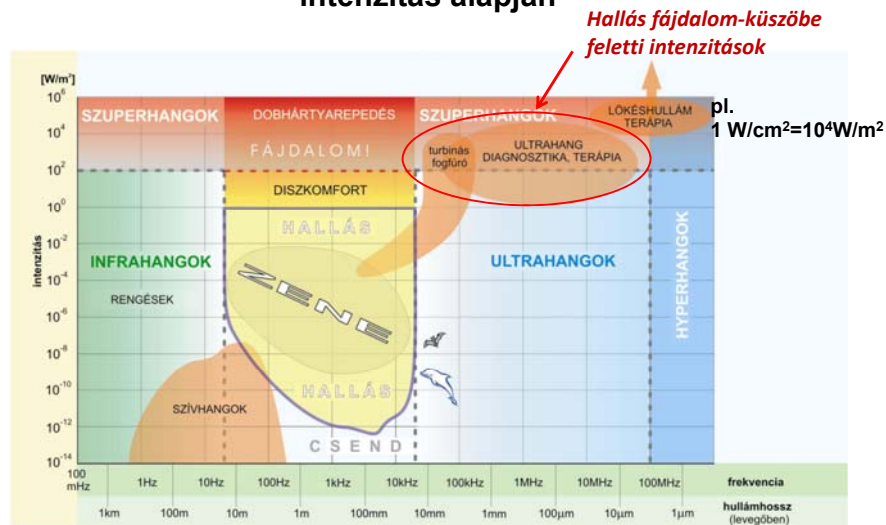 intenzitás alapján
Hallás fájdalom-küszöbe
feletti intenzitások
[W/m²]
10⁶
10⁴
10²
10⁰
10⁻²
10⁻⁴
10⁻⁶
10⁻⁸
10⁻¹⁰
10⁻¹²
10⁻¹⁴
intenzitás
SZUPERHANGOK
DOBHÁRTYAREPEDÉS
FÁJDALOM!
SZUPERHANGOK
LÖKÉSHULLÁM
TERÁPIA
pl.
1 W/cm²=10⁴W/m²
turbinás
fogfúró
ULTRAHANG
DIAGNOSZTIKA, TERÁPIA
DISZKOMFORT
HALLÁS
INFRAHANGOK
RENGÉSEK
ZENE
ULTRAHANGOK
HYPERHANGOK
HALLÁS
SZÍVHANGOK
CSEND
100 mHz
1Hz
10Hz
100Hz
1kHz
10kHz
100kHz
1MHz
10MHz
100MHz
frekvencia
1km
100m
10m
1m
100mm
10mm
1mm
100µm
10µm
1µm
hullámhossz
(levegőben)